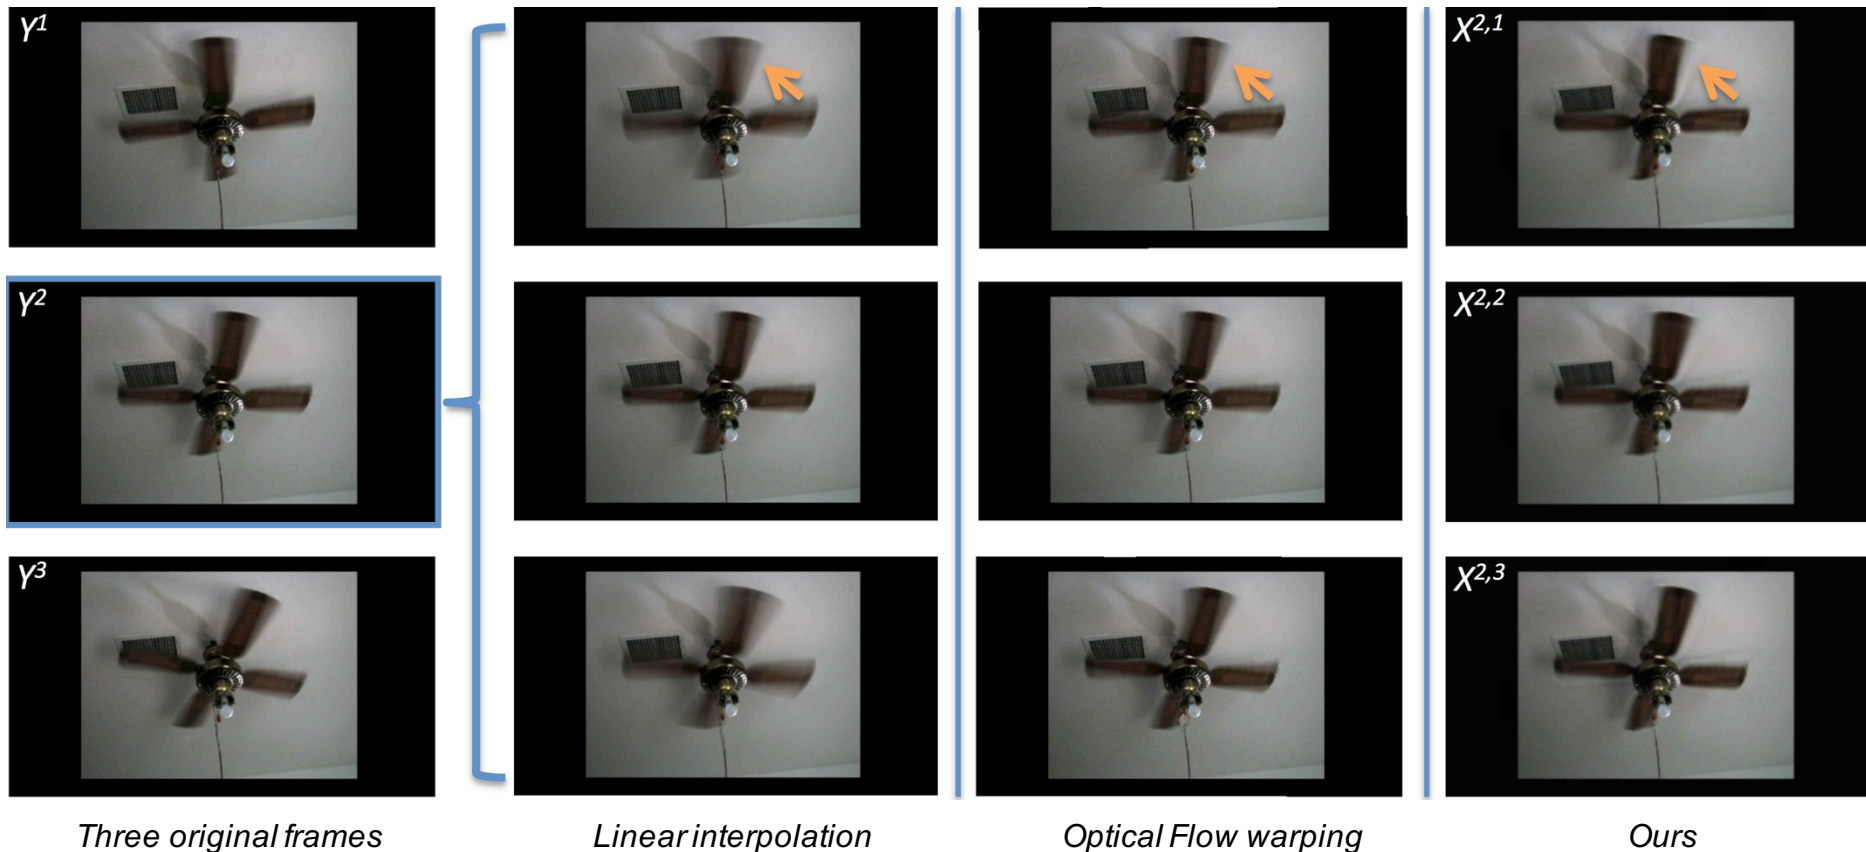 Y1
X2,1
Y2
X2,2
Y3
X2,3
Three original frames
Linear interpolation
Optical Flow warping
Ours